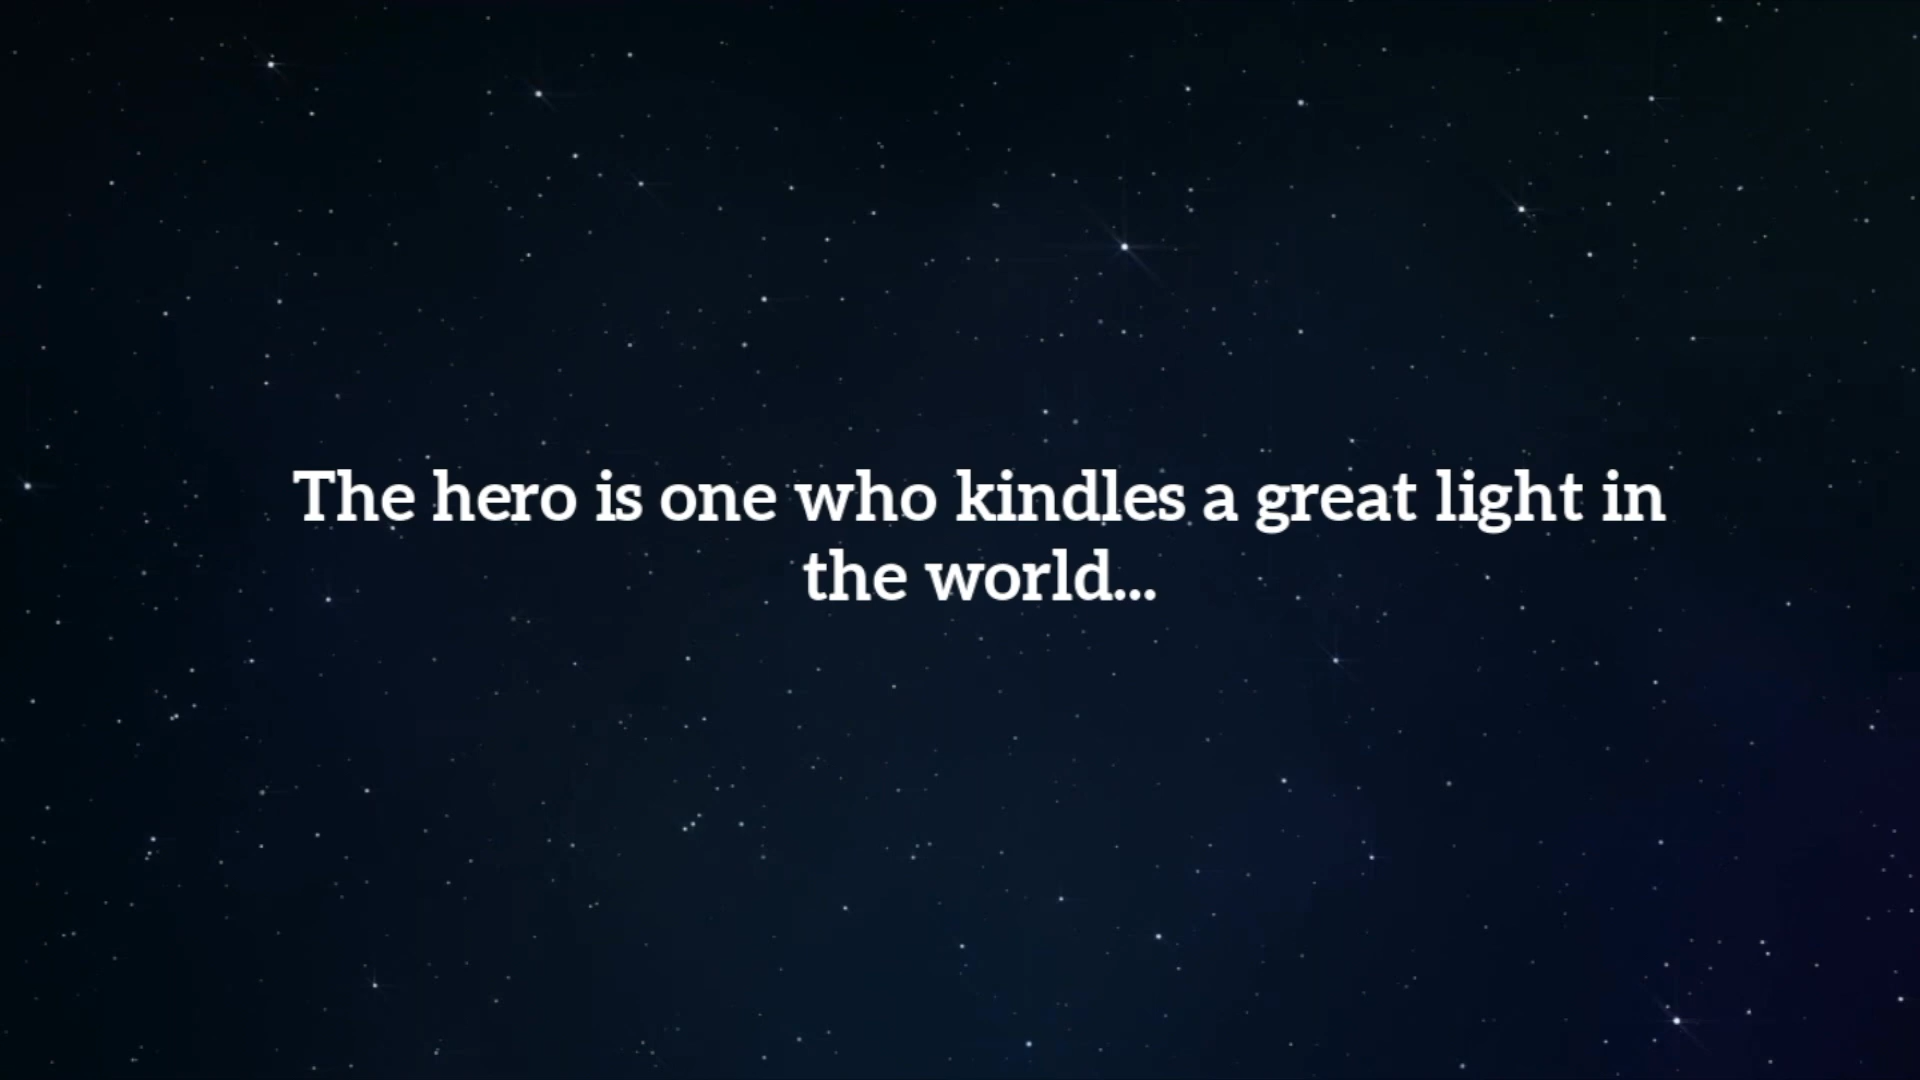 The hero is one who kindles a great light in
the world...